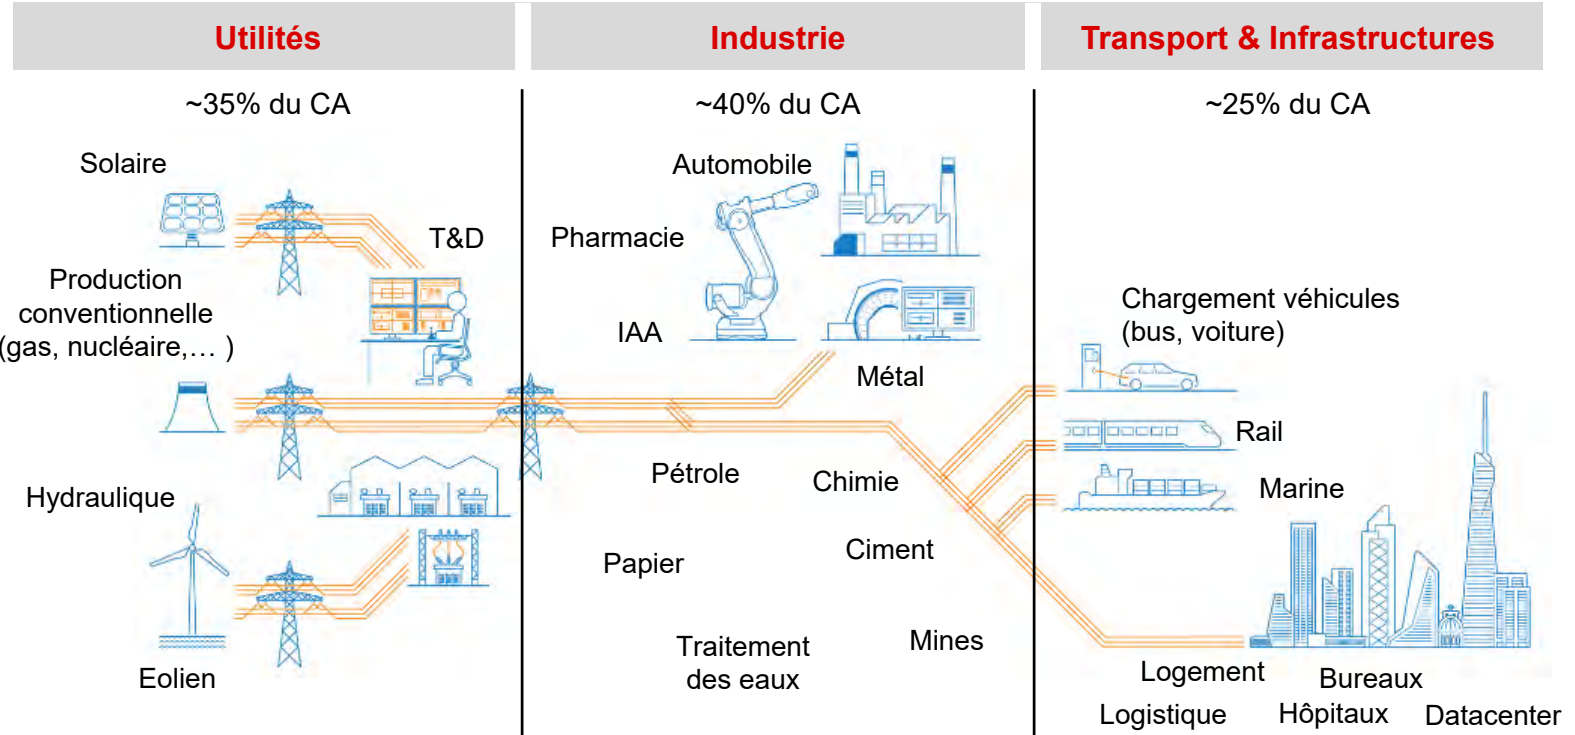 Utilités
Industrie
Transport & Infrastructures
~35% du CA
~40% du CA
~25% du CA
Solaire
T&D
Production
conventionnelle
(gas, nucléaire,… )
Hydraulique
Eolien
Automobile
Pharmacie
IAA
Métal
Pétrole
Chimie
Papier
Ciment
Traitement
des eaux
Mines
Chargement véhicules
(bus, voiture)
Rail
Marine
Logement
Bureaux
Logistique
Hôpitaux
Datacenter